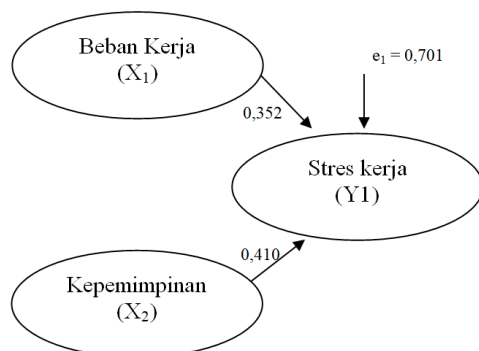 Beban Kerja
(X₁)
e₁ = 0,701
0,352
Stres kerja
(Y1)
0,410
Kepemimpinan
(X₂)